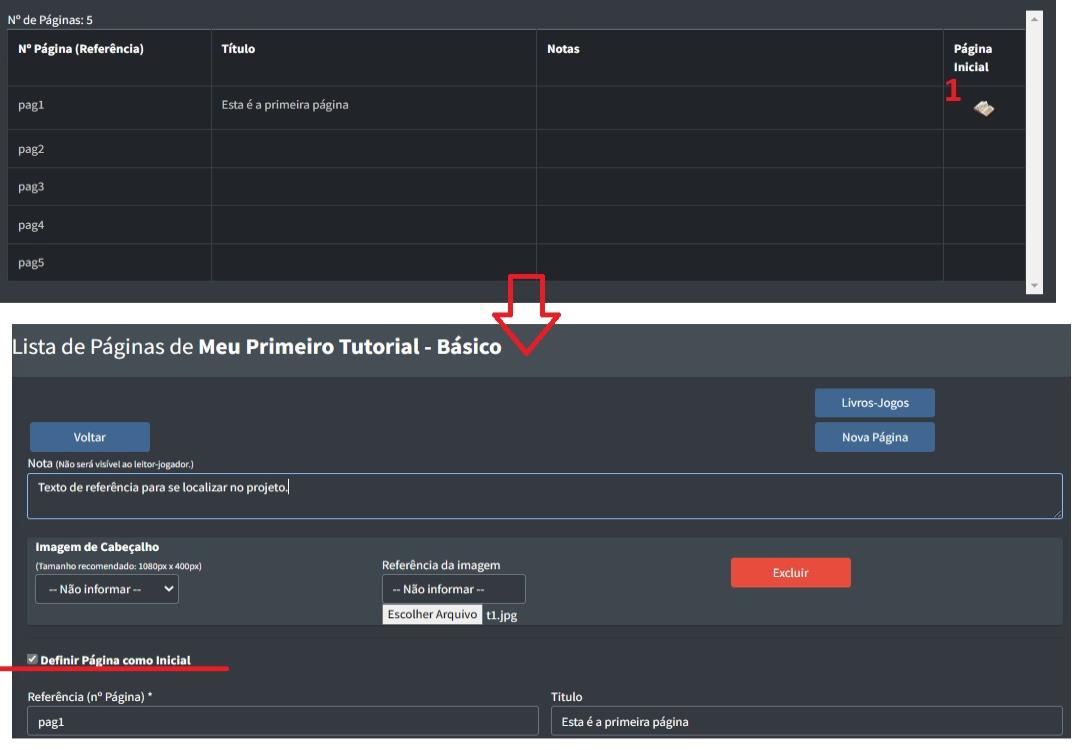 Nº de Páginas: 5
Nº Página (Referência) Título Notas Página Inicial
1
pag1 Esta é a primeira página
pag2
pag3
pag4
pag5
Lista de Páginas de Meu Primeiro Tutorial - Básico
Livros-Jogos
Voltar Nova Página
Nota (Não será visível ao leitor-jogador.)
Texto de referência para se localizar no projeto.
Imagem de Cabeçalho
(Tamanho recomendado: 1080px x 400px) Referência da imagem
-- Não informar -- -- Não informar -- Excluir
Escolher Arquivo t1.jpg
Definir Página como Inicial
Referência (nº Página) * Titulo
pag1 Esta é a primeira página